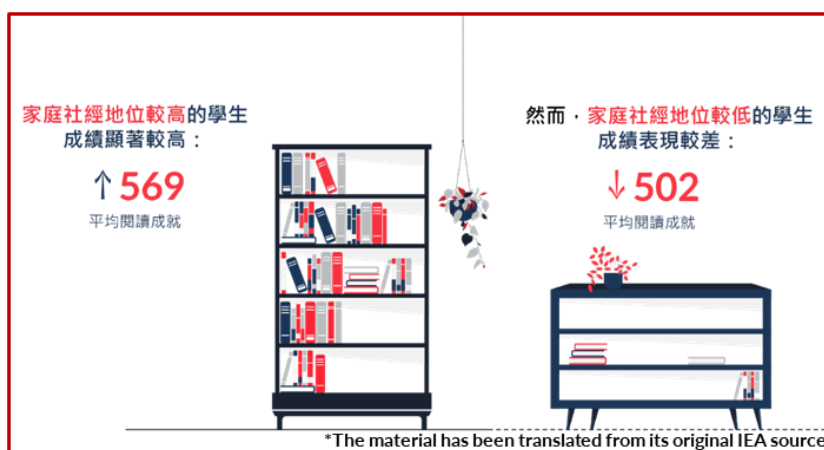 家庭社經地位較高的學生
成績顯著較高：
↑ 569
平均閱讀成就
然而，家庭社經地位較低的學生
成績表現較差：
↓ 502
平均閱讀成就
*The material has been translated from its original IEA source